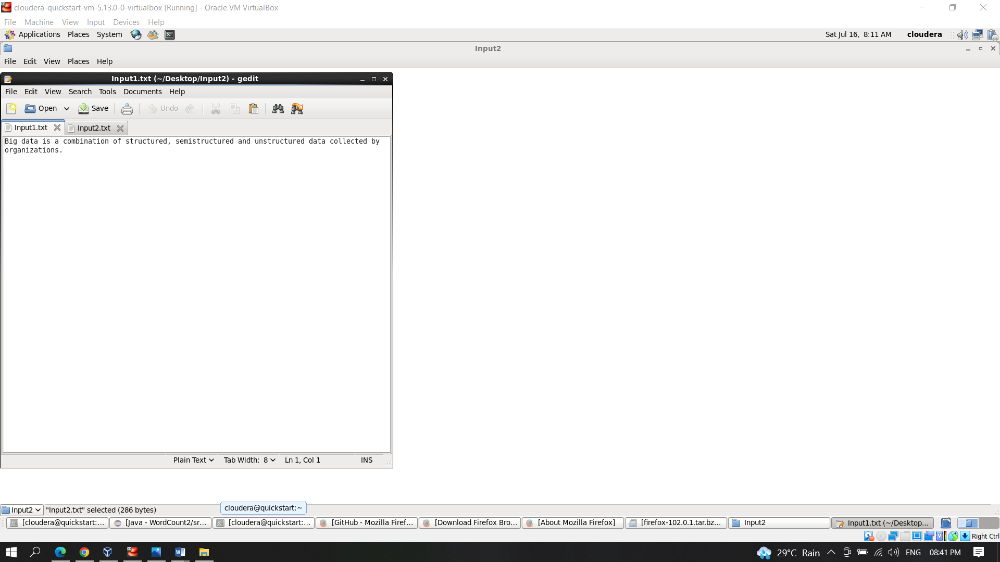 cloudera-quickstart-vm-5.13.0-0-virtualbox [Running] - Oracle VM VirtualBox
File Machine View Input Devices Help
Applications Places System Sat Jul 16, 8:11 AM cloudera
Input2
File Edit View Places Help
Input1.txt (~/Desktop/Input2) - gedit
File Edit View Search Tools Documents Help
Open Save Undo
Input1.txt Input2.txt
Big data is a combination of structured, semistructured and unstructured data collected by
organizations.
Plain Text Tab Width: 8 Ln 1, Col 1 INS
cloudera@quickstart:~
Input2 "Input2.txt" selected (286 bytes)
[cloudera@quickstart:... [Java - WordCount2/sr... [cloudera@quickstart:... [GitHub - Mozilla Firef... [Download Firefox Bro... [About Mozilla Firefox] [firefox-102.0.1.tar.bz... Input2 Input1.txt (~/Desktop...
Right Ctrl
29°C Rain ENG 08:41 PM